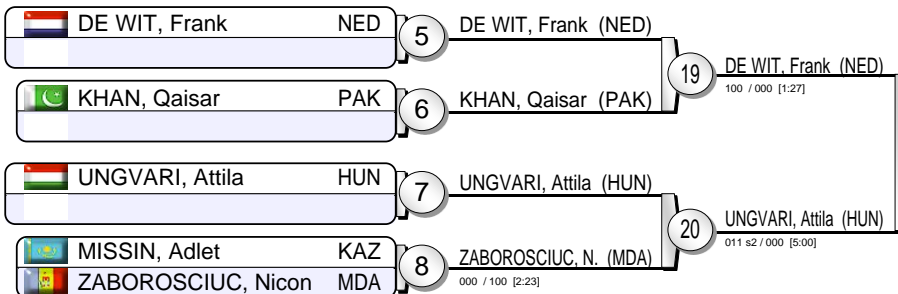 DE WIT, Frank NED
5
DE WIT, Frank (NED)
19
DE WIT, Frank (NED)
100 / 000 [1:27]
KHAN, Qaisar PAK
6
KHAN, Qaisar (PAK)
UNGVARI, Attila HUN
7
UNGVARI, Attila (HUN)
20
UNGVARI, Attila (HUN)
011 s2 / 000 [5:00]
MISSIN, Adlet KAZ
ZABOROSCIUC, Nicon MDA
8
ZABOROSCIUC, N. (MDA)
000 / 100 [2:23]